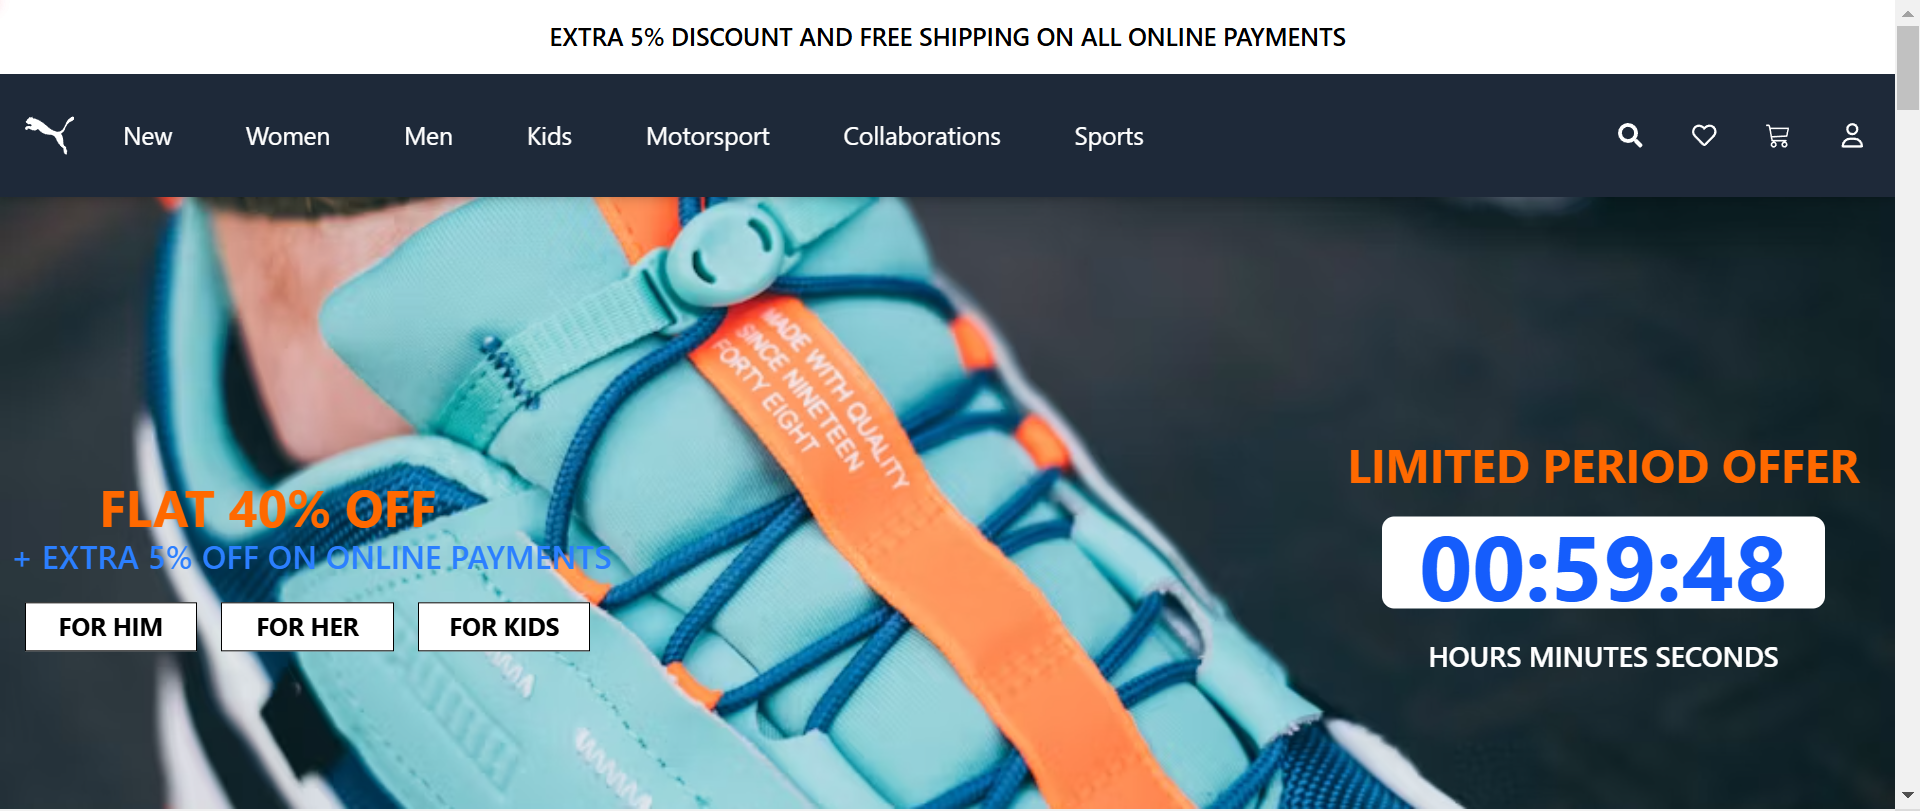 EXTRA 5% DISCOUNT AND FREE SHIPPING ON ALL ONLINE PAYMENTS
New Women Men Kids Motorsport Collaborations Sports
MADE WITH QUALITY
SINCE NINETEEN
FORTY EIGHT
FLAT 40% OFF
+ EXTRA 5% OFF ON ONLINE PAYMENTS
FOR HIM FOR HER FOR KIDS
LIMITED PERIOD OFFER
00:59:48
HOURS MINUTES SECONDS